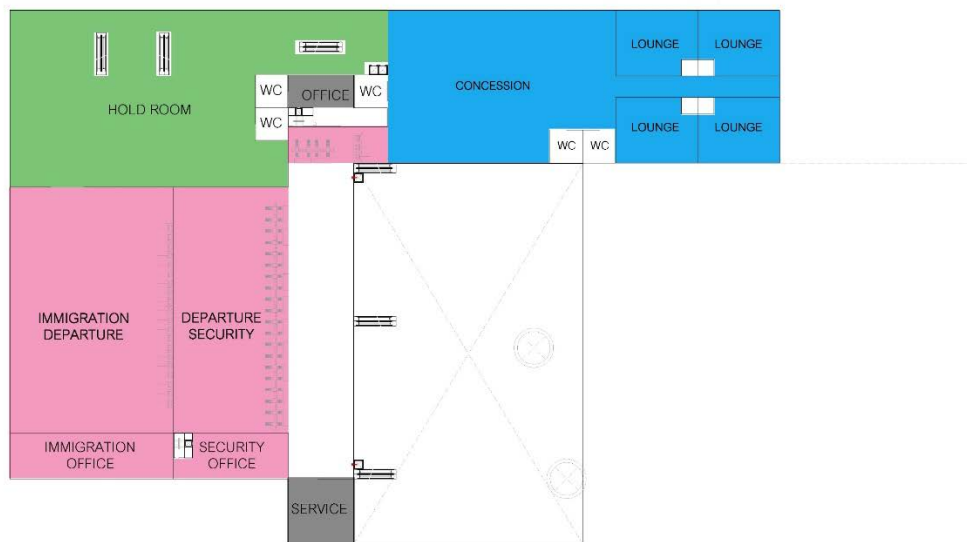 LOUNGE
LOUNGE
CONCESSION
WC
OFFICE
WC
HOLD ROOM
WC
LOUNGE
LOUNGE
WC
WC
IMMIGRATION
DEPARTURE
DEPARTURE
SECURITY
IMMIGRATION
OFFICE
SECURITY
OFFICE
SERVICE